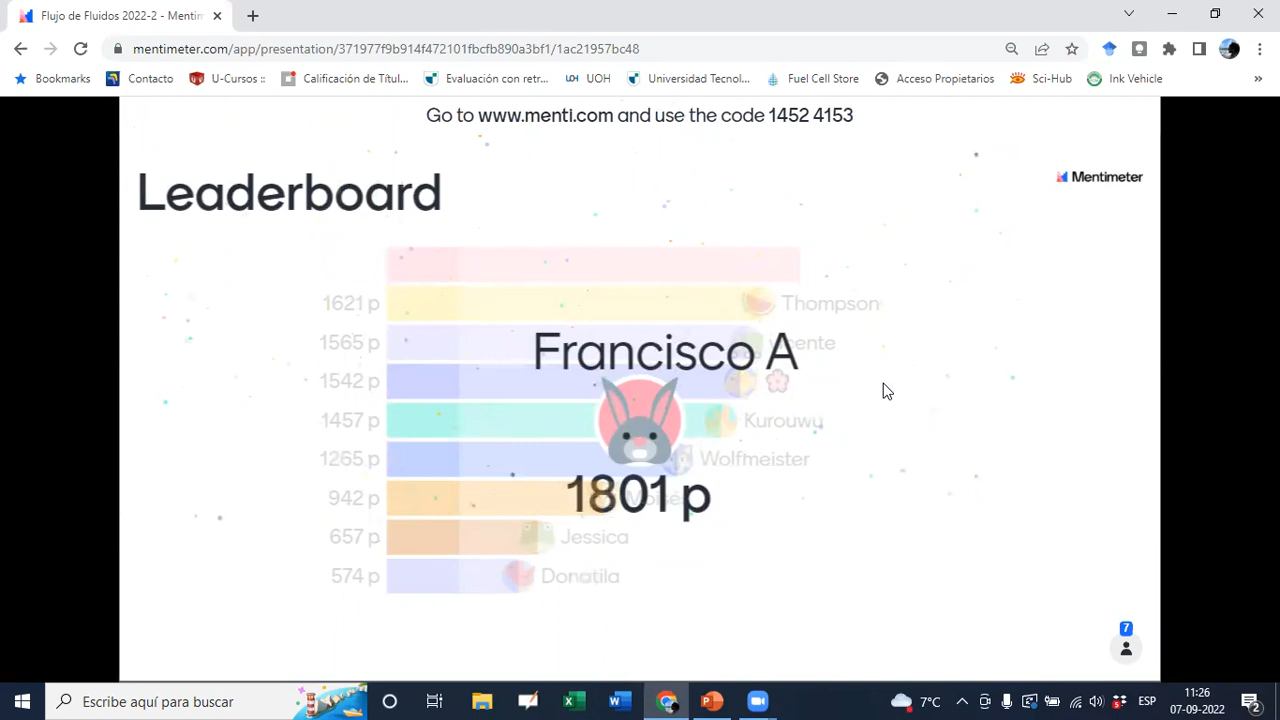 Flujo de Fluidos 2022-2 - Mentim
mentimeter.com/app/presentation/371977f9b914f472101fbcfb890a5bf1/1ac21957bc48
Bookmarks Contacto U-Cursos :: Calificación de Títul... Evaluación con retr... UOH Universidad Tecnol... Fuel Cell Store Acceso Propietarios Sci-Hub Ink Vehicle »
Go to www.menti.com and use the code 1452 4153
Leaderboard
Mentimeter
1621 p Thompson
1565 p Vicente
Francisco A
1542 p
1457 p Kurouwu
1265 p Wolfmeister
942 p
1801 p
657 p Jessica
574 p Donatila
7
Escribe aquí para buscar
7°C ESP 11:26
07-09-2022
2